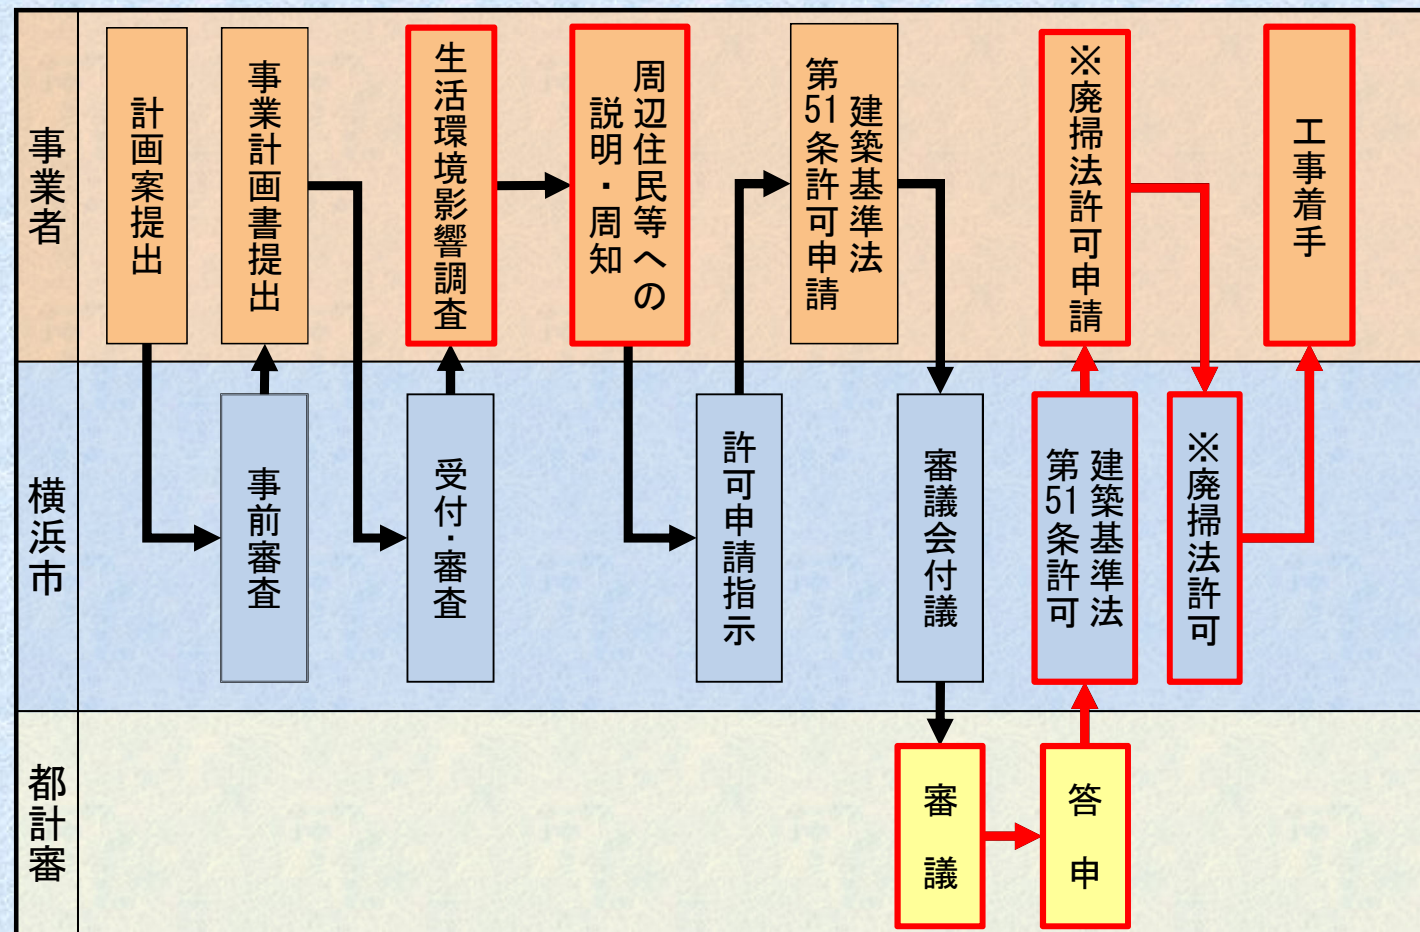 事業者
計画案提出
事業計画書提出
生活環境影響調査
周辺住民等への
説明・周知
建築基準法
第51条許可申請
※廃掃法許可申請
工事着手
横浜市
事前審査
受付・審査
許可申請指示
審議会付議
建築基準法
第51条許可
※廃掃法許可
都計審
審議
答申